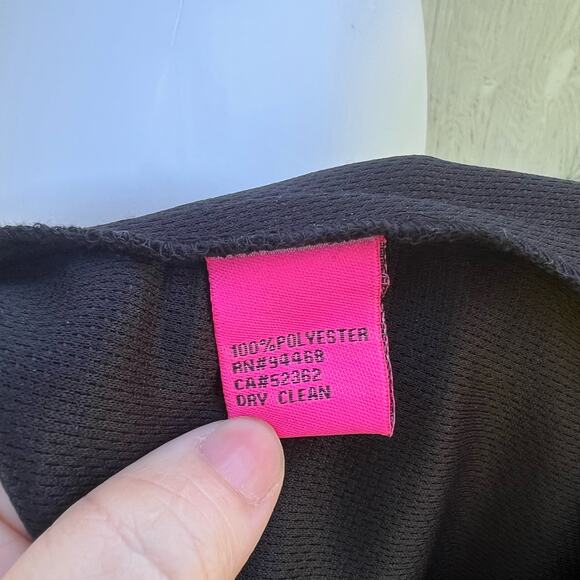 100%POLYESTER
RN#94468
CA#52362
DRY CLEAN